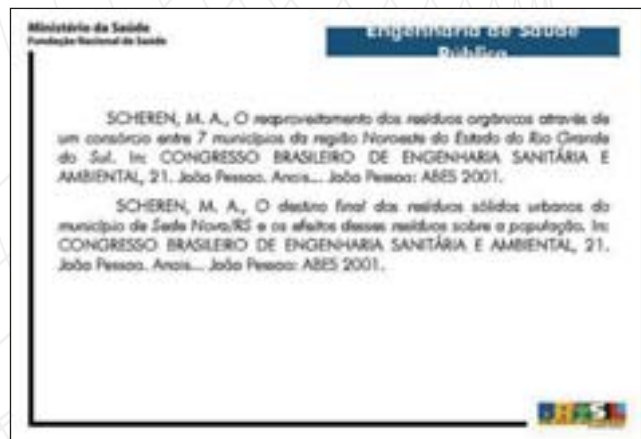 Ministério da Saúde
Fundação Nacional de Saúde
Engenharia de Saúde
Pública
SCHEREN, M. A., O reaproveitamento dos resíduos orgânicos através de
um consórcio entre 7 municípios da região Noroeste do Estado do Rio Grande
do Sul. In: CONGRESSO BRASILEIRO DE ENGENHARIA SANITÁRIA E
AMBIENTAL, 21. João Pessoa. Anais... João Pessoa: ABES 2001.
SCHEREN, M. A., O destino final dos resíduos sólidos urbanos do
município de Sede Nova/RS e os efeitos desses resíduos sobre a população. In:
CONGRESSO BRASILEIRO DE ENGENHARIA SANITÁRIA E AMBIENTAL, 21.
João Pessoa. Anais... João Pessoa: ABES 2001.
BRASIL